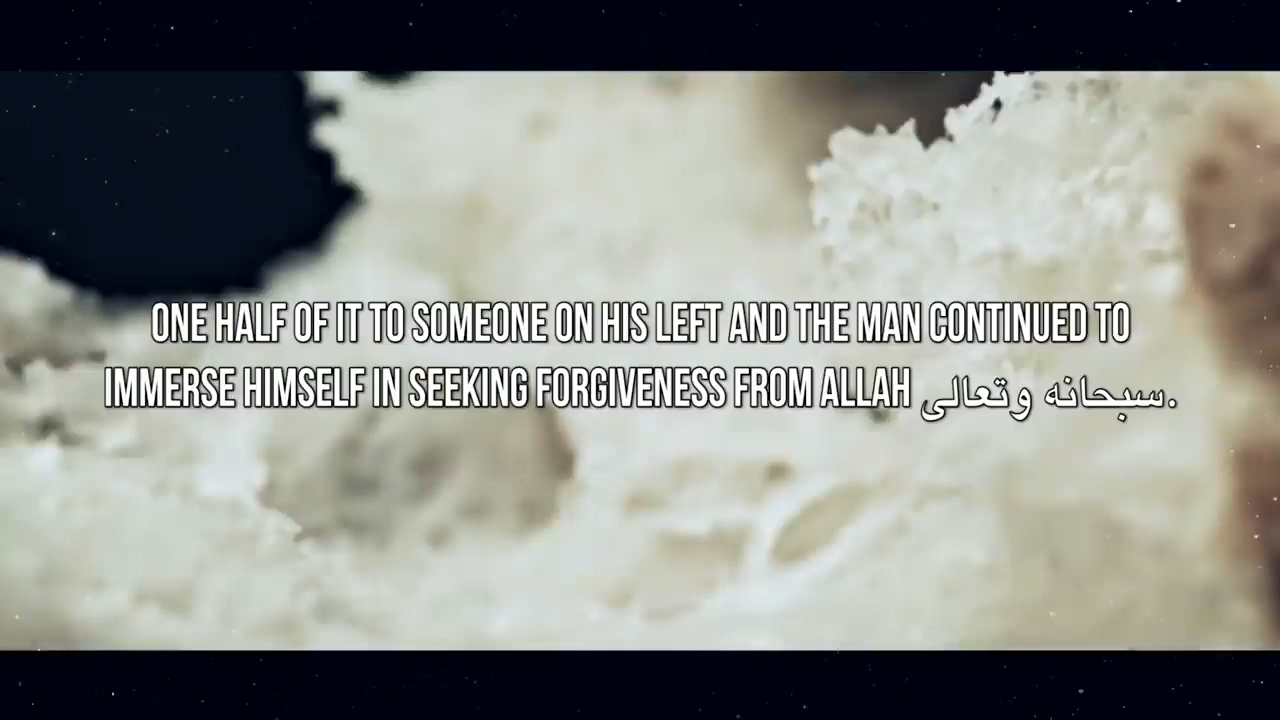 ONE HALF OF IT TO SOMEONE ON HIS LEFT AND THE MAN CONTINUED TO
IMMERSE HIMSELF IN SEEKING FORGIVENESS FROM ALLAH سبحانه وتعالى.